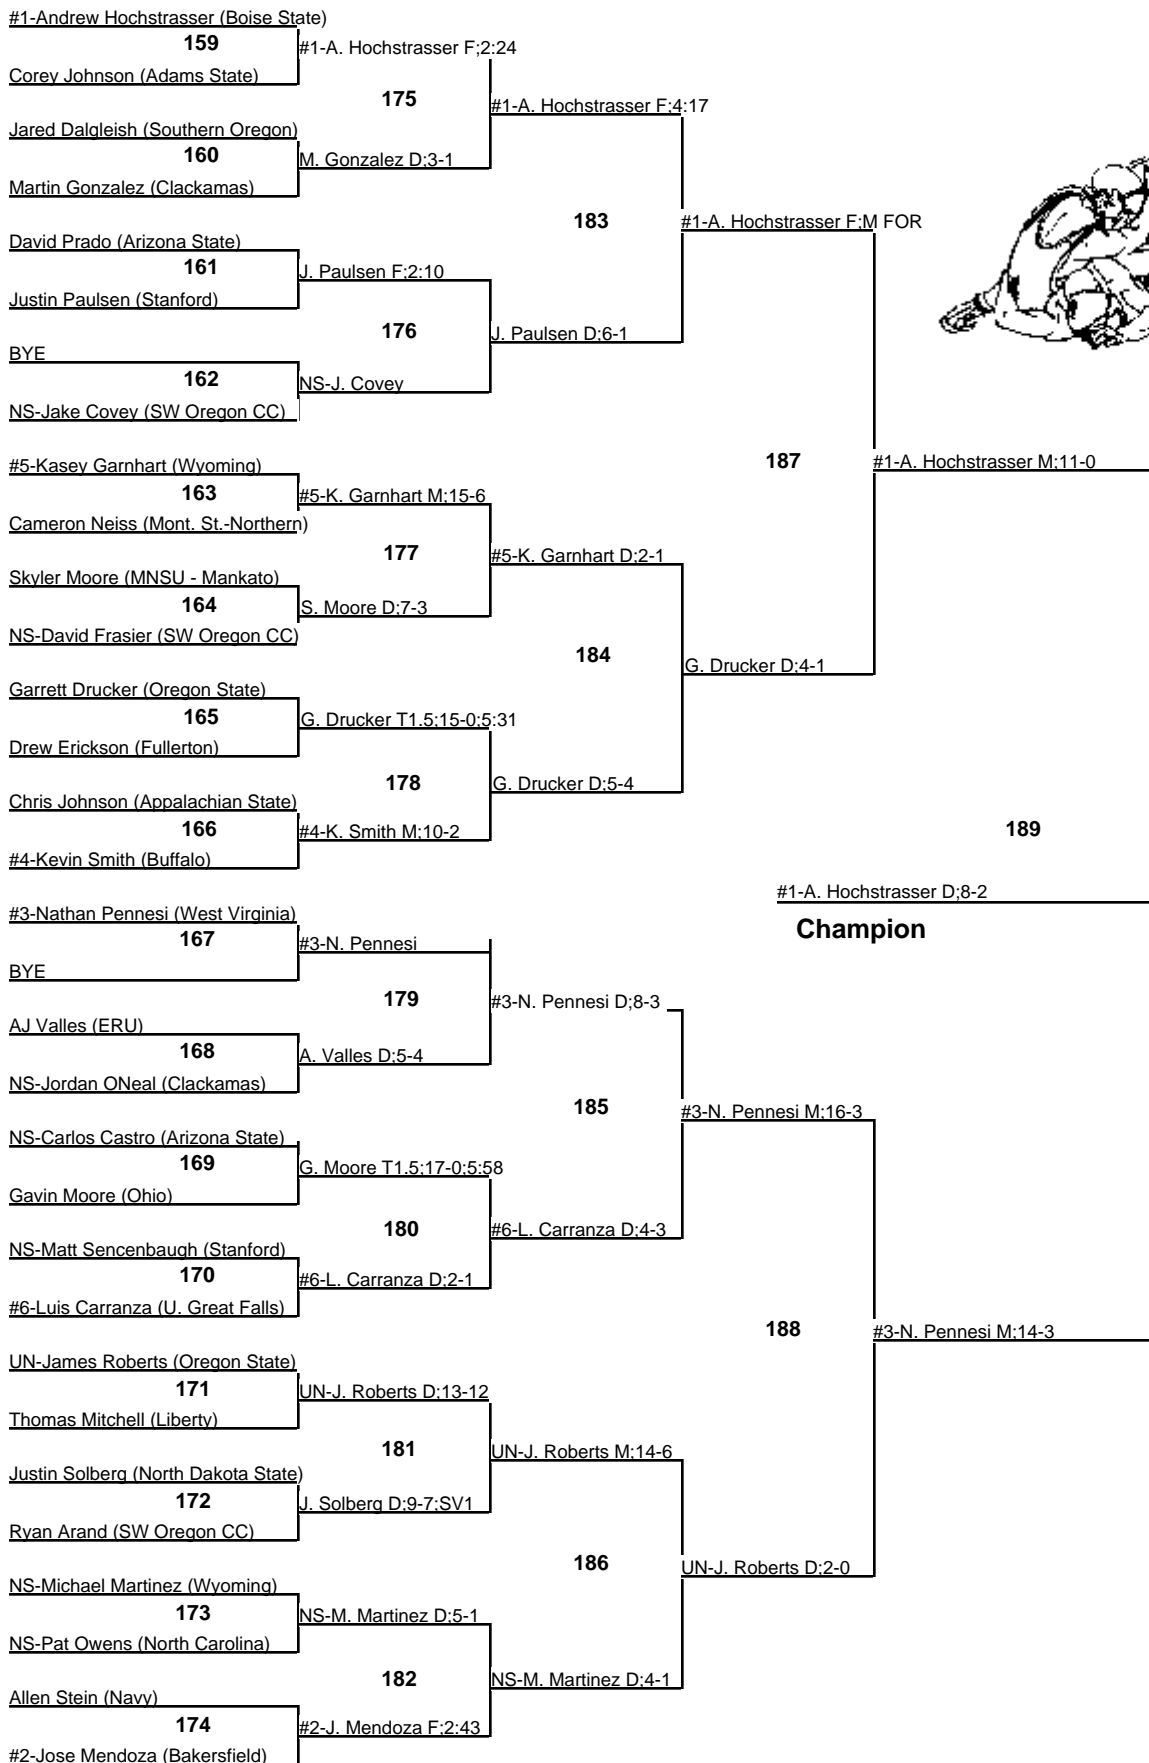 #1-Andrew Hochstrasser (Boise State)
159
#1-A. Hochstrasser F;2:24
Corey Johnson (Adams State)
175
#1-A. Hochstrasser F;4:17
Jared Dalgleish (Southern Oregon)
160
M. Gonzalez D;3-1
Martin Gonzalez (Clackamas)
183
#1-A. Hochstrasser F;M FOR
David Prado (Arizona State)
161
J. Paulsen F;2:10
Justin Paulsen (Stanford)
176
J. Paulsen D;6-1
BYE
162
NS-J. Covey
NS-Jake Covey (SW Oregon CC)
187
#1-A. Hochstrasser M;11-0
#5-Kasey Garnhart (Wyoming)
163
#5-K. Garnhart M;15-6
Cameron Neiss (Mont. St.-Northern)
177
#5-K. Garnhart D;2-1
Skyler Moore (MNSU - Mankato)
164
S. Moore D;7-3
NS-David Frasier (SW Oregon CC)
184
G. Drucker D;4-1
Garrett Drucker (Oregon State)
165
G. Drucker T1.5;15-0;5:31
Drew Erickson (Fullerton)
178
G. Drucker D;5-4
Chris Johnson (Appalachian State)
166
#4-K. Smith M;10-2
#4-Kevin Smith (Buffalo)
189
#1-A. Hochstrasser D;8-2
Champion
#3-Nathan Pennesi (West Virginia)
167
#3-N. Pennesi
BYE
179
#3-N. Pennesi D;8-3
AJ Valles (ERU)
168
A. Valles D;5-4
NS-Jordan ONeal (Clackamas)
185
#3-N. Pennesi M;16-3
NS-Carlos Castro (Arizona State)
169
G. Moore T1.5;17-0;5:58
Gavin Moore (Ohio)
180
#6-L. Carranza D;4-3
NS-Matt Sencenbaugh (Stanford)
170
#6-L. Carranza D;2-1
#6-Luis Carranza (U. Great Falls)
188
#3-N. Pennesi M;14-3
UN-James Roberts (Oregon State)
171
UN-J. Roberts D;13-12
Thomas Mitchell (Liberty)
181
UN-J. Roberts M;14-6
Justin Solberg (North Dakota State)
172
J. Solberg D;9-7;SV1
Ryan Arand (SW Oregon CC)
186
UN-J. Roberts D;2-0
NS-Michael Martinez (Wyoming)
173
NS-M. Martinez D;5-1
NS-Pat Owens (North Carolina)
182
NS-M. Martinez D;4-1
Allen Stein (Navy)
174
#2-J. Mendoza F;2:43
#2-Jose Mendoza (Bakersfield)